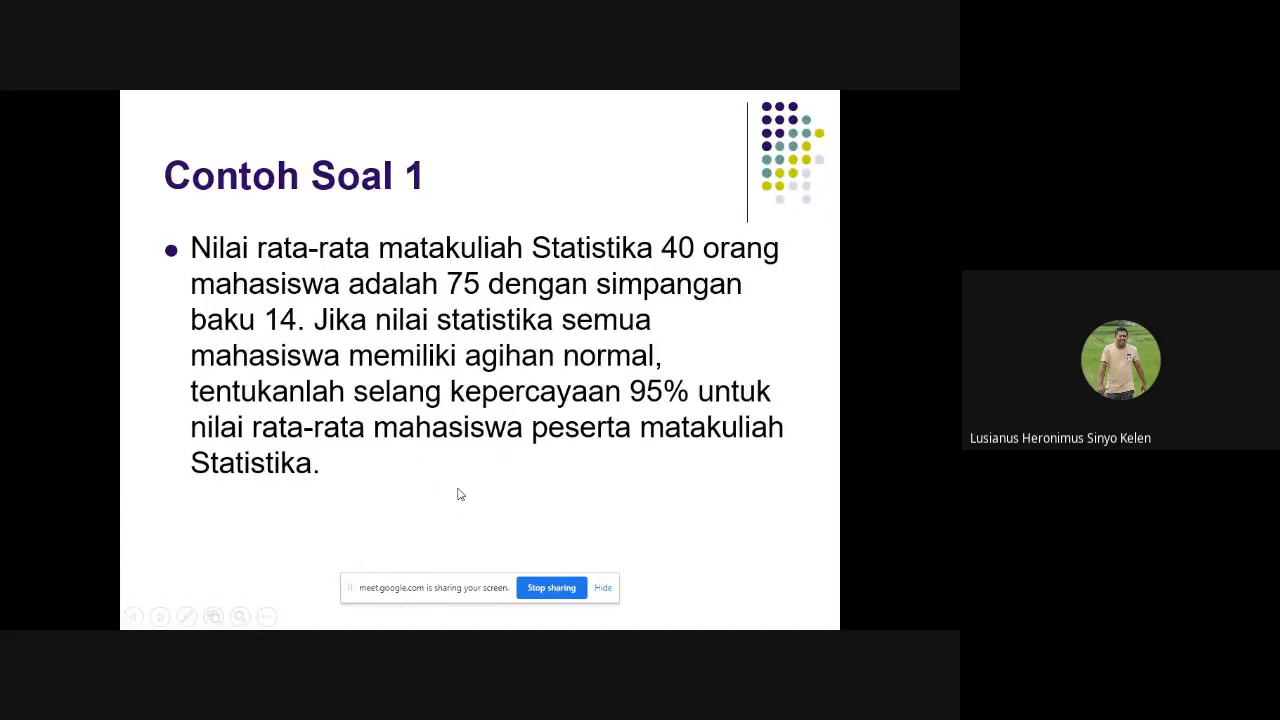 Contoh Soal 1
Nilai rata-rata matakuliah Statistika 40 orang
mahasiswa adalah 75 dengan simpangan
baku 14. Jika nilai statistika semua
mahasiswa memiliki agihan normal,
tentukanlah selang kepercayaan 95% untuk
nilai rata-rata mahasiswa peserta matakuliah
Statistika.
meet.google.com is sharing your screen. Stop sharing Hide
Lusianus Heronimus Sinyo Kelen